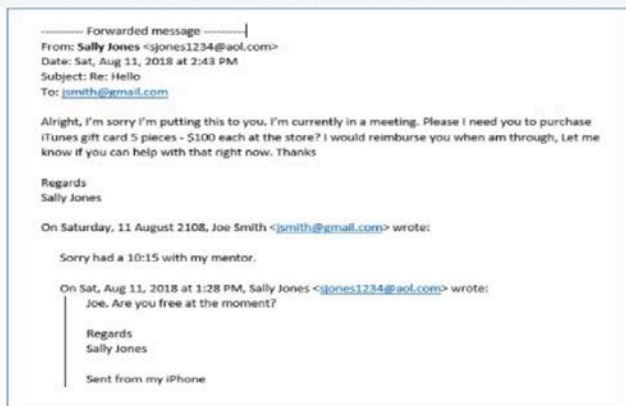 ---------- Forwarded message ----------
From: Sally Jones <sjones1234@aol.com>
Date: Sat, Aug 11, 2018 at 2:43 PM
Subject: Re: Hello
To: jsmith@gmail.com
Alright, I'm sorry I'm putting this to you. I'm currently in a meeting. Please I need you to purchase
iTunes gift card 5 pieces - $100 each at the store? I would reimburse you when am through, Let me
know if you can help with that right now. Thanks
Regards
Sally Jones
On Saturday, 11 August 2108, Joe Smith <jsmith@gmail.com> wrote:
Sorry had a 10:15 with my mentor.
On Sat, Aug 11, 2018 at 1:28 PM, Sally Jones <sjones1234@aol.com> wrote:
Joe. Are you free at the moment?
Regards
Sally Jones
Sent from my iPhone